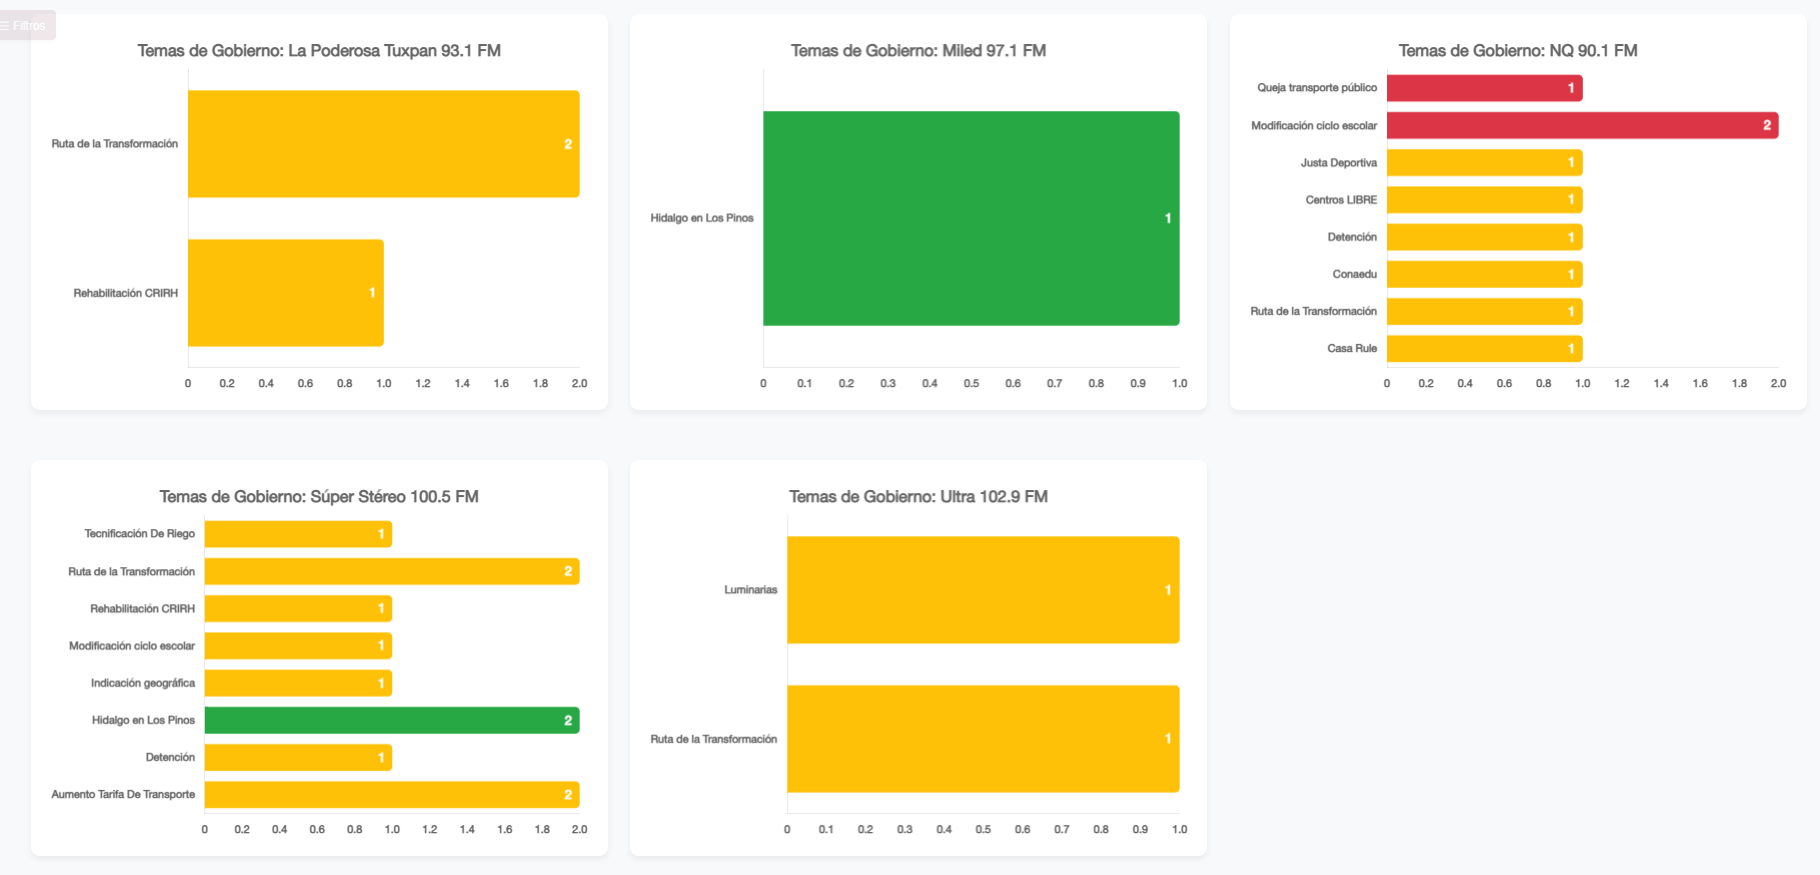 ☰ Filtros
Temas de Gobierno: La Poderosa Tuxpan 93.1 FM
Ruta de la Transformación
2
Rehabilitación CRIRH
1
0 0.2 0.4 0.6 0.8 1.0 1.2 1.4 1.6 1.8 2.0
Temas de Gobierno: Miled 97.1 FM
Hidalgo en Los Pinos
1
0 0.1 0.2 0.3 0.4 0.5 0.6 0.7 0.8 0.9 1.0
Temas de Gobierno: NQ 90.1 FM
Queja transporte público 1
Modificación ciclo escolar 2
Justa Deportiva 1
Centros LIBRE 1
Detención 1
Conaedu 1
Ruta de la Transformación 1
Casa Rule 1
0 0.2 0.4 0.6 0.8 1.0 1.2 1.4 1.6 1.8 2.0
Temas de Gobierno: Súper Stéreo 100.5 FM
Tecnificación De Riego 1
Ruta de la Transformación 2
Rehabilitación CRIRH 1
Modificación ciclo escolar 1
Indicación geográfica 1
Hidalgo en Los Pinos 2
Detención 1
Aumento Tarifa De Transporte 2
0 0.2 0.4 0.6 0.8 1.0 1.2 1.4 1.6 1.8 2.0
Temas de Gobierno: Ultra 102.9 FM
Luminarias 1
Ruta de la Transformación 1
0 0.1 0.2 0.3 0.4 0.5 0.6 0.7 0.8 0.9 1.0